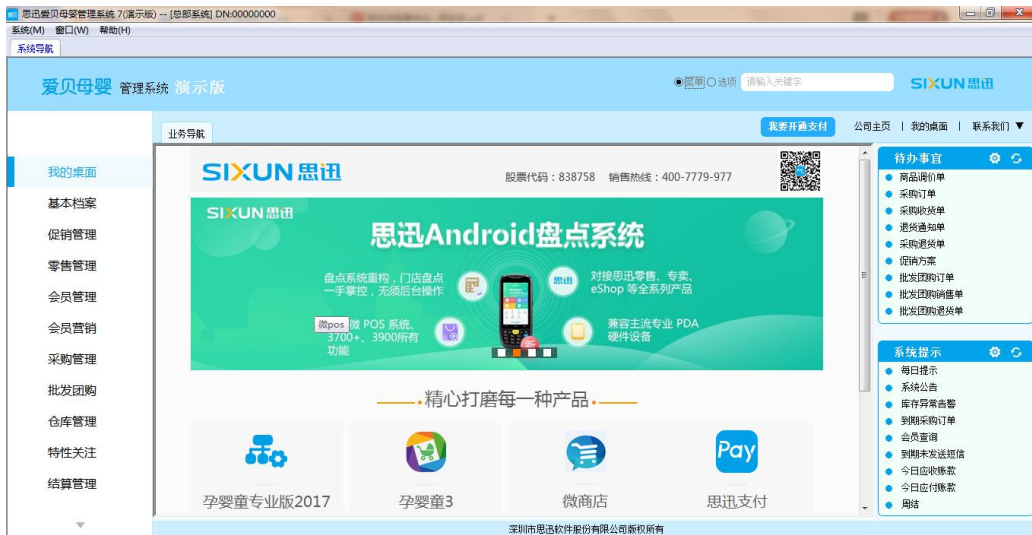 思迅爱贝母婴管理系统 7(演示版) -- [总部系统] DN:00000000
系统(M) 窗口(W) 帮助(H)
系统导航
爱贝母婴 管理系统 演示版
菜单 选项 请输入关键字
SIXUN思迅
业务导航
我要开通支付
公司主页 | 我的桌面 | 联系我们 ▼
我的桌面
基本档案
促销管理
零售管理
会员管理
会员营销
采购管理
批发团购
仓库管理
特性关注
结算管理
SIXUN思迅
股票代码：838758 销售热线：400-7779-977
SIXUN思迅
思迅Android盘点系统
盘点系统重构，门店盘点
一手掌控，无须后台操作
思迅
对接思迅零售、专卖、
eShop 等全系列产品
微pos
微 POS 系统、
3700+、3900所有
功能
兼容主流专业 PDA
硬件设备
精心打磨每一种产品
Pay
孕婴童专业版2017
孕婴童3
微商店
思迅支付
待办事宜
商品调价单
采购订单
采购收货单
退货通知单
采购退货单
促销方案
批发团购订单
批发团购销售单
批发团购退货单
系统提示
每日提示
系统公告
库存异常告警
到期采购订单
会员查询
到期未发送短信
今日应收账款
今日应付账款
周结
深圳市思迅软件股份有限公司版权所有